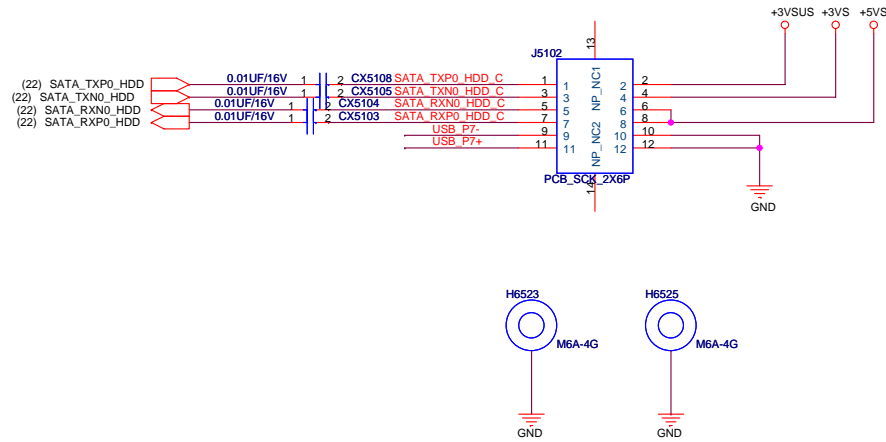 +3VSUS +3VS +5VS
J5102
13
NP_NC1
(22) SATA_TXP0_HDD 0.01UF/16V 1 2 CX5108 SATA_TXP0_HDD_C 1 1 2 2
(22) SATA_TXN0_HDD 0.01UF/16V 1 2 CX5105 SATA_TXN0_HDD_C 3 3 4 4
(22) SATA_RXN0_HDD 0.01UF/16V 1 2 CX5104 SATA_RXN0_HDD_C 5 5 6 6
(22) SATA_RXP0_HDD 0.01UF/16V 1 2 CX5103 SATA_RXP0_HDD_C 7 7 8 8
USB_P7- 9 9 10 10
USB_P7+ 11 11 12 12
NP_NC2
14
PCB_SCK_2X6P
GND
H6523 H6525
M6A-4G M6A-4G
GND GND